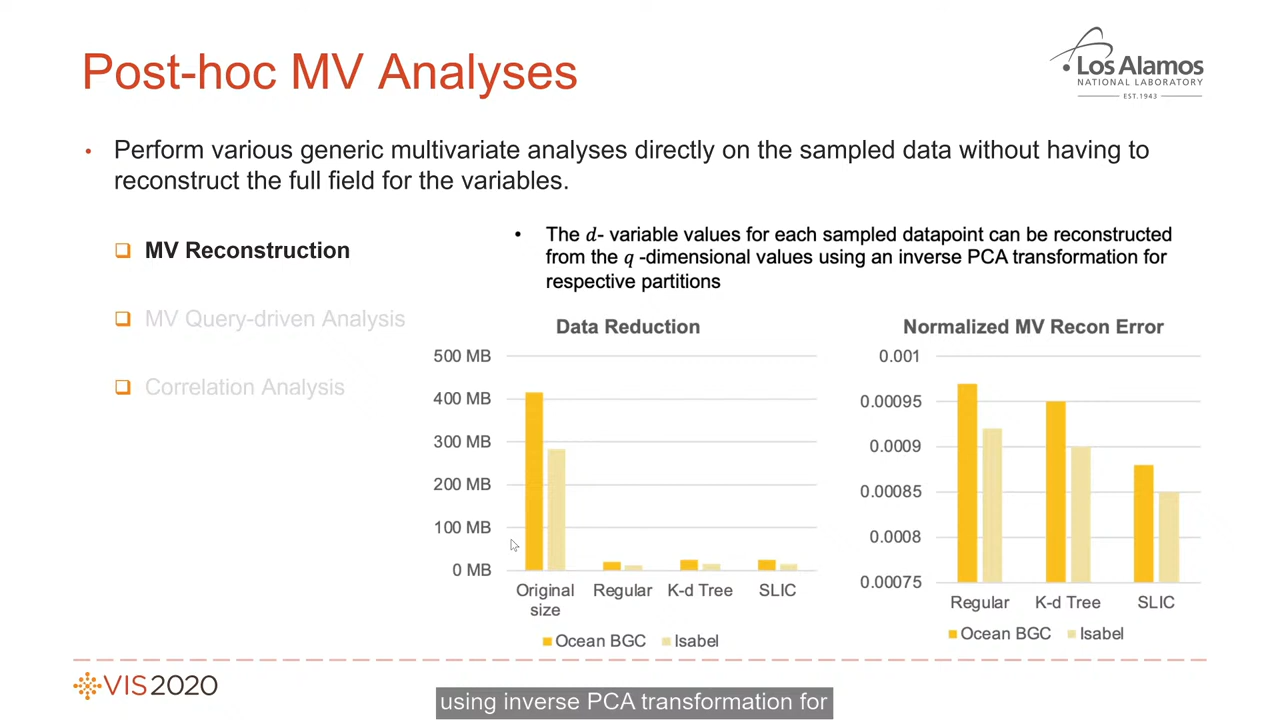 Post-hoc MV Analyses
Los Alamos
NATIONAL LABORATORY
EST.1943
• Perform various generic multivariate analyses directly on the sampled data without having to
reconstruct the full field for the variables.
❑ MV Reconstruction
❑ MV Query-driven Analysis
❑ Correlation Analysis
• The d- variable values for each sampled datapoint can be reconstructed
from the q -dimensional values using an inverse PCA transformation for
respective partitions
Data Reduction
500 MB
400 MB
300 MB
200 MB
100 MB
0 MB
Original size Regular K-d Tree SLIC
Ocean BGC Isabel
Normalized MV Recon Error
0.001
0.00095
0.0009
0.00085
0.0008
0.00075
Regular K-d Tree SLIC
Ocean BGC Isabel
VIS2020
using inverse PCA transformation for